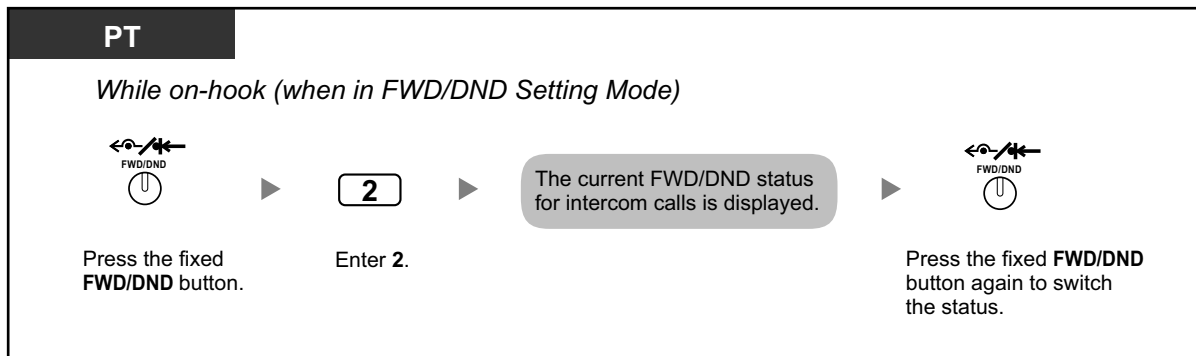 PT
While on-hook (when in FWD/DND Setting Mode)
FWD/DND
2
The current FWD/DND status
for intercom calls is displayed.
FWD/DND
Press the fixed
FWD/DND button.
Enter 2.
Press the fixed FWD/DND
button again to switch
the status.